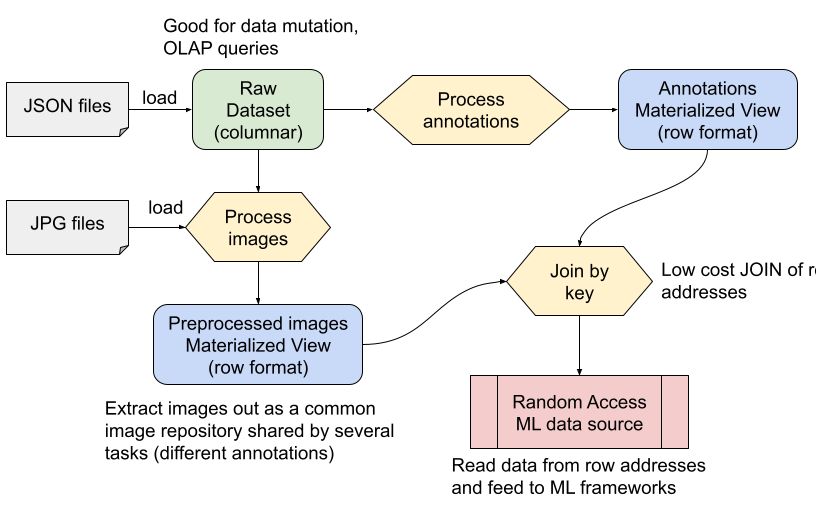 Good for data mutation,
OLAP queries
JSON files
load
Raw
Dataset
(columnar)
Process
annotations
Annotations
Materialized View
(row format)
JPG files
load
Process
images
Join by
key
Low cost JOIN of
addresses
Preprocessed images
Materialized View
(row format)
Extract images out as a common
image repository shared by several
tasks (different annotations)
Random Access
ML data source
Read data from row addresses
and feed to ML frameworks